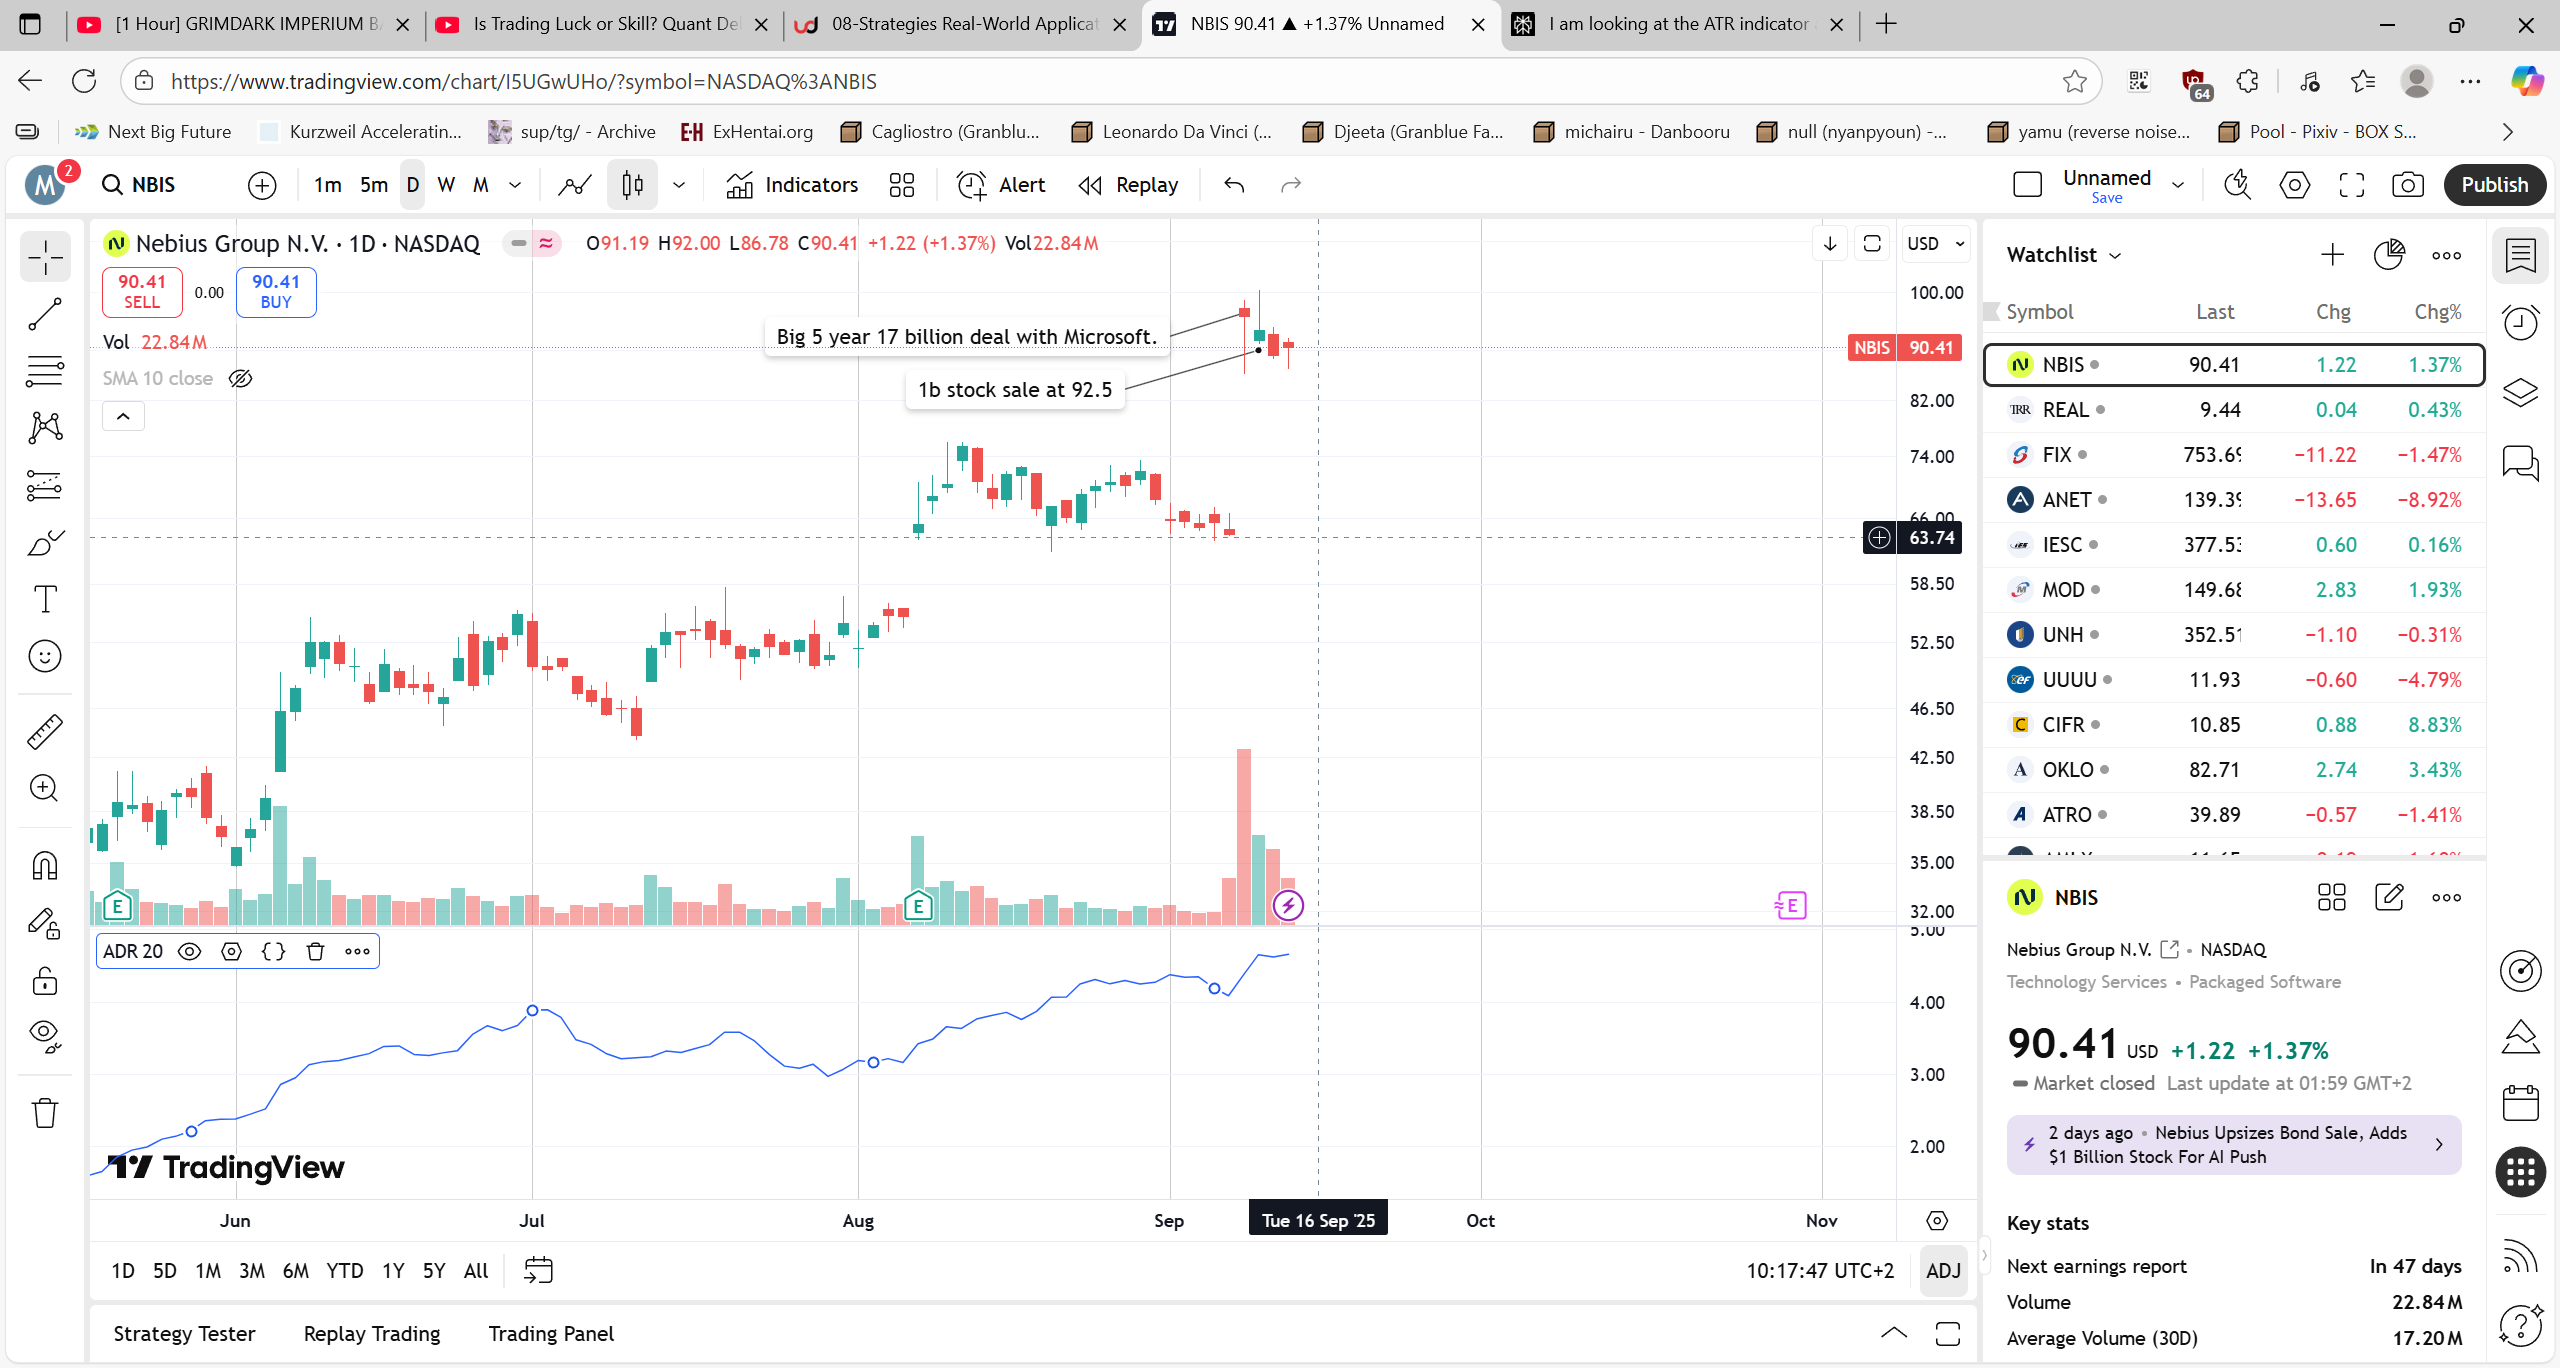 [1 Hour] GRIMDARK IMPERIUM B
Is Trading Luck or Skill? Quant De
08-Strategies Real-World Applicat
NBIS 90.41 ▲ +1.37% Unnamed
I am looking at the ATR indicator
https://www.tradingview.com/chart/I5UGwUHo/?symbol=NASDAQ%3ANBIS
64
Next Big Future
Kurzweil Acceleratin...
sup/tg/ - Archive
E-H ExHentai.org
Cagliostro (Granblu...
Leonardo Da Vinci (...
Djeeta (Granblue Fa...
michairu - Danbooru
null (nyanpyoun) -...
yamu (reverse noise...
Pool - Pixiv - BOX S...
M 2
NBIS
1m 5m D W M
Indicators
Alert
Replay
Unnamed
Save
Publish
Nebius Group N.V. · 1D · NASDAQ
O91.19 H92.00 L86.78 C90.41 +1.22 (+1.37%) Vol22.84M
USD
90.41
SELL
0.00
90.41
BUY
Vol 22.84M
SMA 10 close
Big 5 year 17 billion deal with Microsoft.
1b stock sale at 92.5
100.00
NBIS 90.41
82.00
74.00
66.00
63.74
58.50
52.50
46.50
42.50
38.50
35.00
32.00
E
E
E
ADR 20
5.00
4.00
3.00
2.00
TradingView
Jun
Jul
Aug
Sep
Tue 16 Sep '25
Oct
Nov
1D 5D 1M 3M 6M YTD 1Y 5Y All
10:17:47 UTC+2
ADJ
Strategy Tester
Replay Trading
Trading Panel
Watchlist
Symbol Last Chg Chg%
NBIS 90.41 1.22 1.37%
REAL 9.44 0.04 0.43%
FIX 753.69 −11.22 −1.47%
ANET 139.39 −13.65 −8.92%
IESC 377.53 0.60 0.16%
MOD 149.68 2.83 1.93%
UNH 352.51 −1.10 −0.31%
UUUU 11.93 −0.60 −4.79%
CIFR 10.85 0.88 8.83%
OKLO 82.71 2.74 3.43%
ATRO 39.89 −0.57 −1.41%
NBIS
Nebius Group N.V. • NASDAQ
Technology Services • Packaged Software
90.41 USD +1.22 +1.37%
Market closed Last update at 01:59 GMT+2
2 days ago • Nebius Upsizes Bond Sale, Adds
$1 Billion Stock For AI Push
Key stats
Next earnings report In 47 days
Volume 22.84M
Average Volume (30D) 17.20M